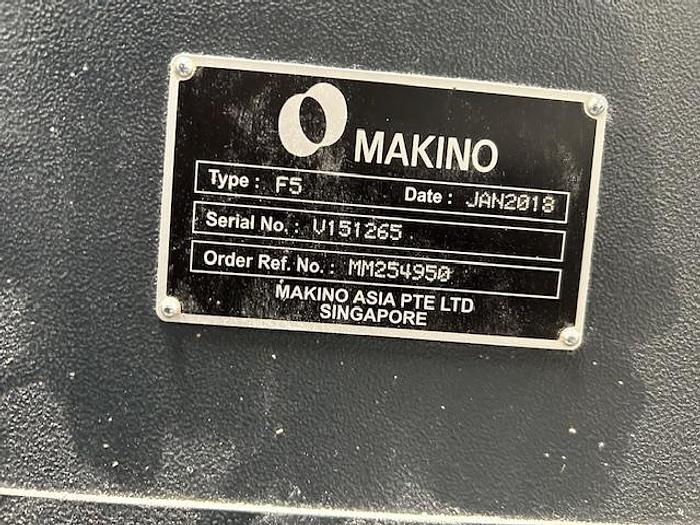 MAKINO
Type : F5 Date : JAN2018
Serial No. : V151265
Order Ref. No. : MM254950
MAKINO ASIA PTE LTD
SINGAPORE